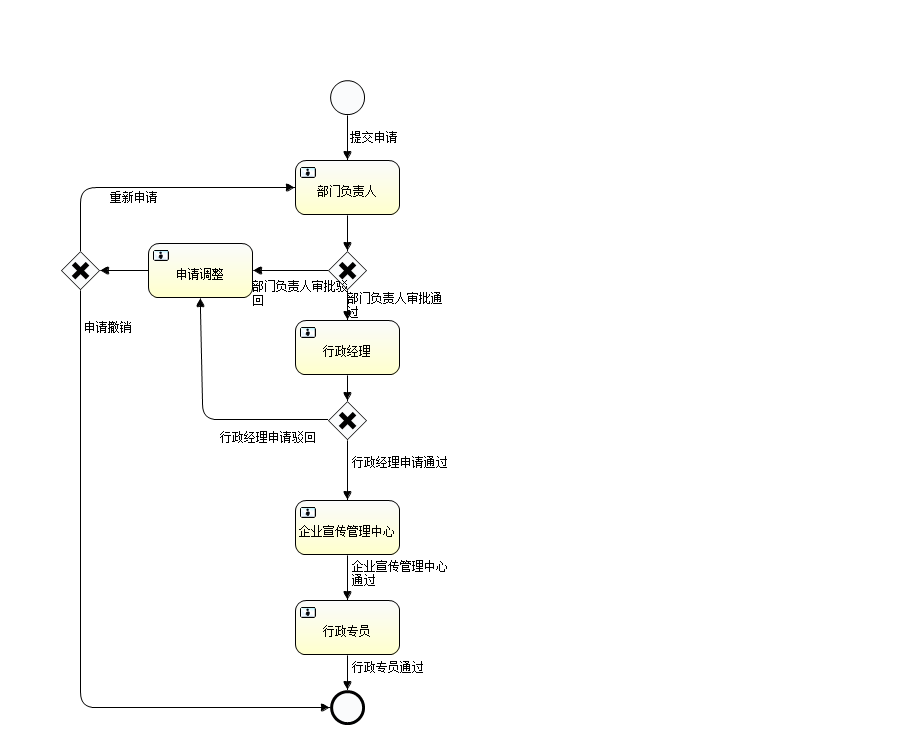 提交申请
部门负责人
重新申请
申请调整
部门负责人审批驳
回
部门负责人审批通
过
申请撤销
行政经理
行政经理申请驳回
行政经理申请通过
企业宣传管理中心
企业宣传管理中心
通过
行政专员
行政专员通过